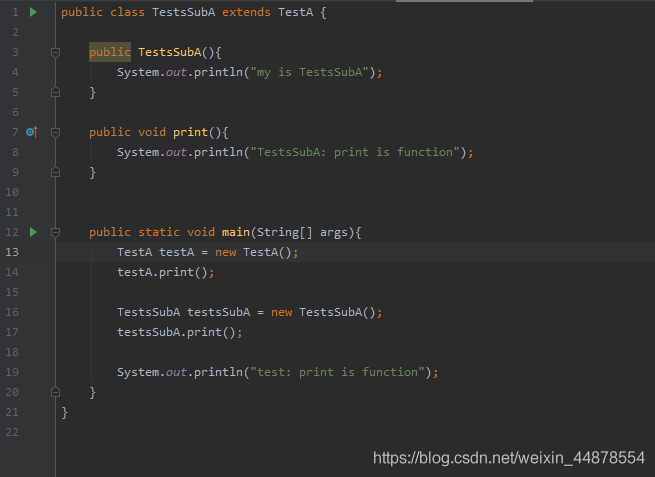 1 public class TestsSubA extends TestA {
2
3 public TestsSubA(){
4 System.out.println("my is TestsSubA");
5 }
6
7 public void print(){
8 System.out.println("TestsSubA: print is function");
9 }
10
11
12 public static void main(String[] args){
13 TestA testA = new TestA();
14 testA.print();
15
16 TestsSubA testsSubA = new TestsSubA();
17 testsSubA.print();
18
19 System.out.println("test: print is function");
20 }
21 }
22
https://blog.csdn.net/weixin_44878554